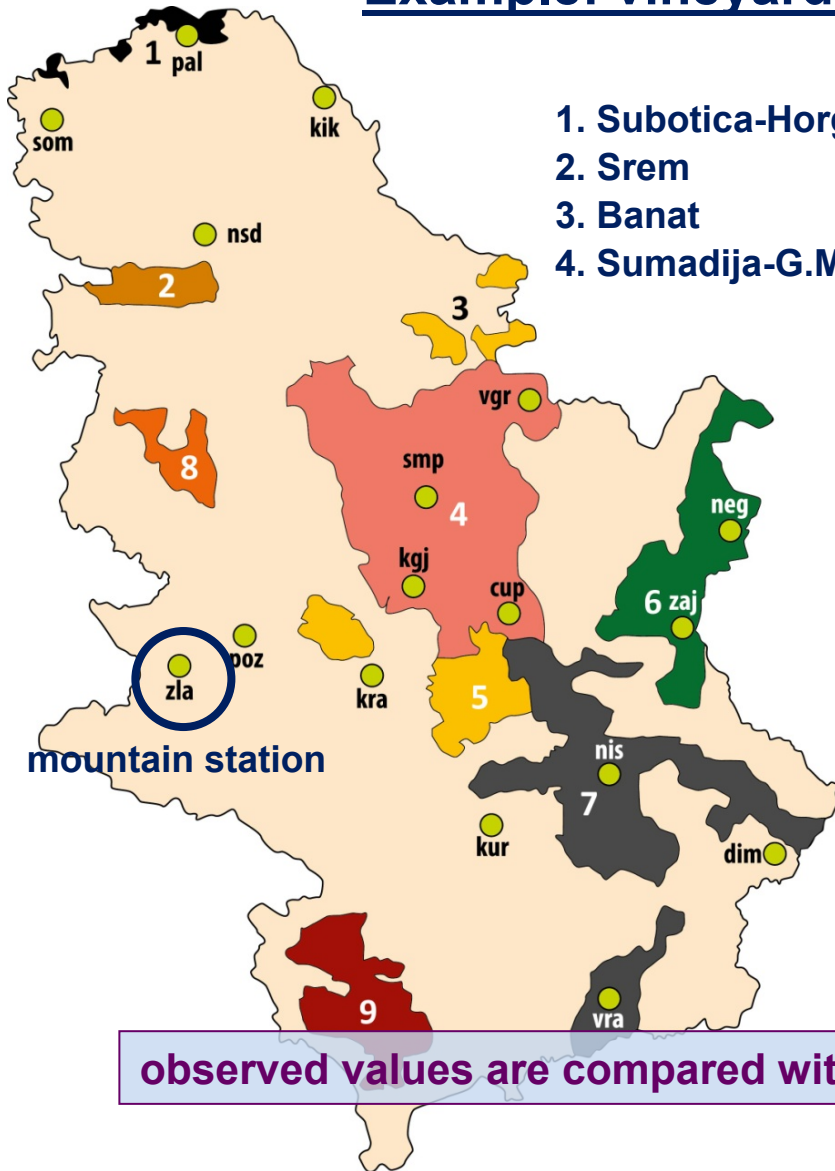 vineyard
1. Subotica-Horg
2. Srem
3. Banat
4. Sumadija-G.M
1
pal
som
kik
nsd
2
3
vgr
8
smp
4
neg
kgj
cup
6 zaj
poz
zla
kra
5
mountain station
nis
7
kur
dim
9
vra
observed values are compared wit